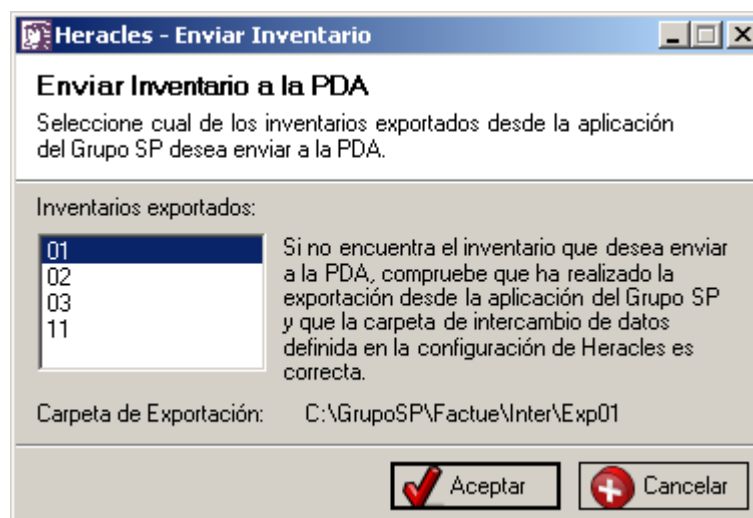 Heracles - Enviar Inventario
Enviar Inventario a la PDA
Seleccione cual de los inventarios exportados desde la aplicación
del Grupo SP desea enviar a la PDA.
Inventarios exportados:
01
02
03
11
Si no encuentra el inventario que desea enviar
a la PDA, compruebe que ha realizado la
exportación desde la aplicación del Grupo SP
y que la carpeta de intercambio de datos
definida en la configuración de Heracles es
correcta.
Carpeta de Exportación: C:\GrupoSP\Factue\Inter\Exp01
Aceptar
Cancelar